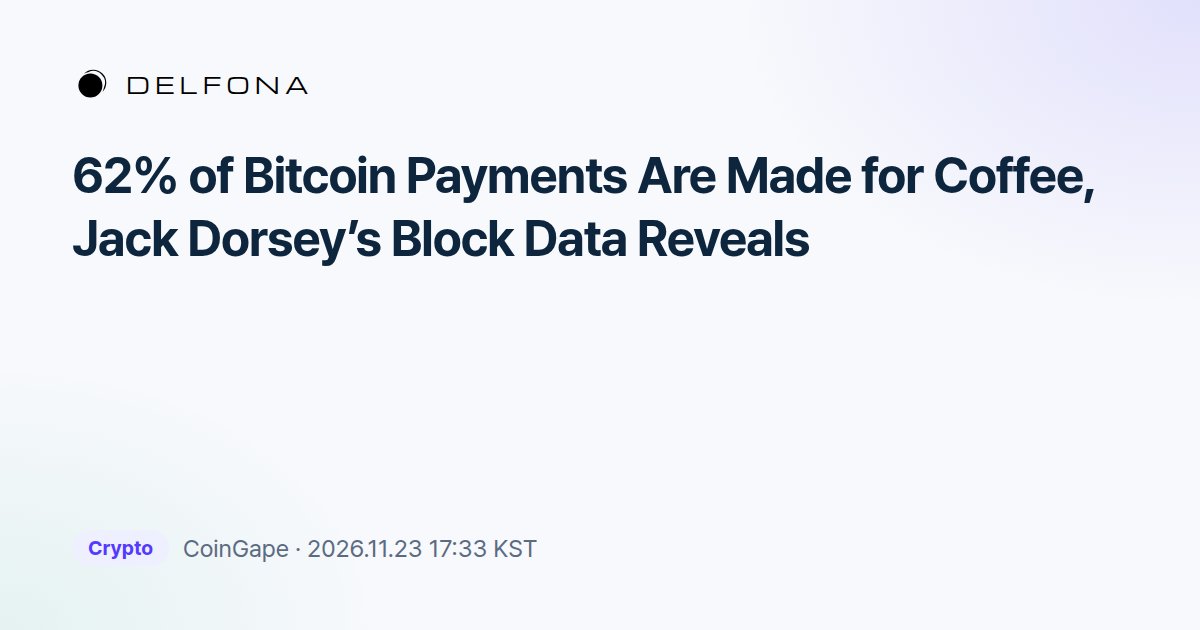 DELFONA
62% of Bitcoin Payments Are Made for Coffee,
Jack Dorsey’s Block Data Reveals
Crypto CoinGape · 2026.11.23 17:33 KST